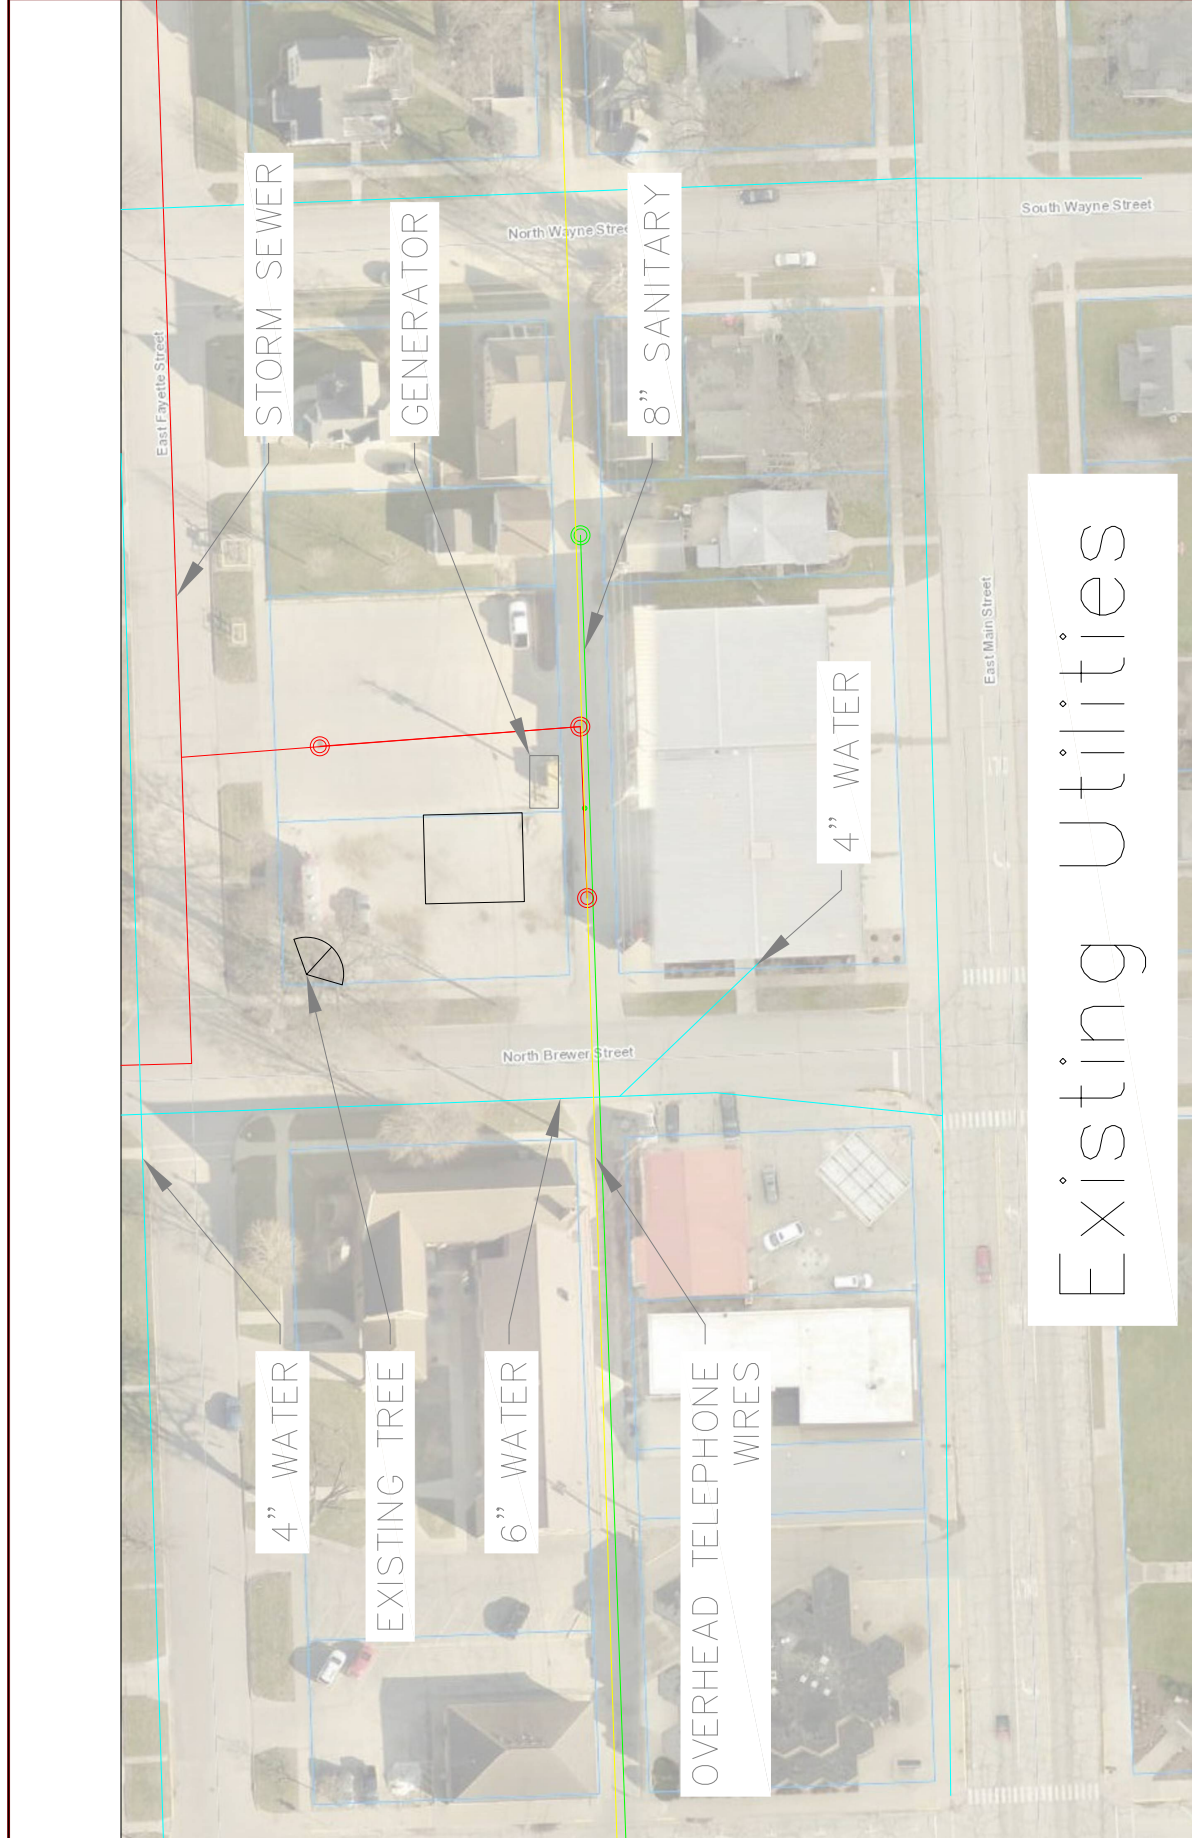 STORM SEWER
GENERATOR
8” SANITARY
4” WATER
4” WATER
EXISTING TREE
6” WATER
OVERHEAD TELEPHONE
WIRES
East Fayette Street
North Wayne Stree
South Wayne Street
North Brewer Street
East Main Street
Existing Utilities